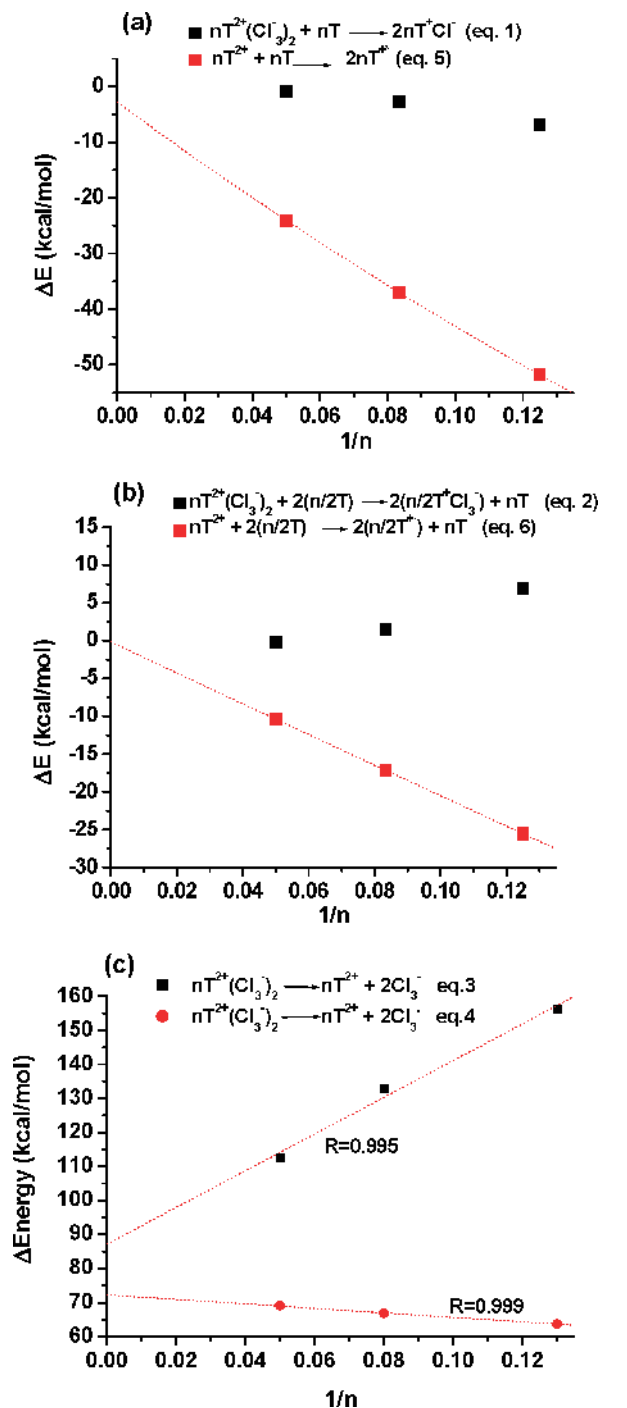 (a)
nT²⁺(Cl₃⁻)₂ + nT ⟶ 2nT⁺Cl⁻ (eq. 1)
nT²⁺ + nT ⟶ 2nT⁺˙ (eq. 5)
0
-10
-20
-30
-40
-50
ΔE (kcal/mol)
0.00 0.02 0.04 0.06 0.08 0.10 0.12
1/n
(b)
nT²⁺(Cl₃⁻)₂ + 2(n/2T) ⟶ 2(n/2T⁺Cl₃⁻) + nT (eq. 2)
nT²⁺ + 2(n/2T) ⟶ 2(n/2T⁺) + nT (eq. 6)
15
10
5
0
-5
-10
-15
-20
-25
-30
ΔE (kcal/mol)
0.00 0.02 0.04 0.06 0.08 0.10 0.12
1/n
(c)
nT²⁺(Cl₃⁻)₂ ⟶ nT²⁺ + 2Cl₃⁻ eq.3
nT²⁺(Cl₃⁻)₂ ⟶ nT²⁺ + 2Cl₃˙ eq.4
160
150
140
130
120
110
100
90
80
70
60
ΔEnergy (kcal/mol)
R=0.995
R=0.999
0.00 0.02 0.04 0.06 0.08 0.10 0.12
1/n